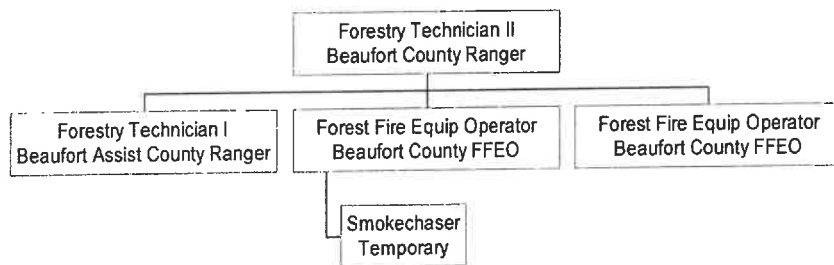 Forestry Technician II
Beaufort County Ranger
Forestry Technician I
Beaufort Assist County Ranger
Forest Fire Equip Operator
Beaufort County FFEO
Forest Fire Equip Operator
Beaufort County FFEO
Smokechaser
Temporary